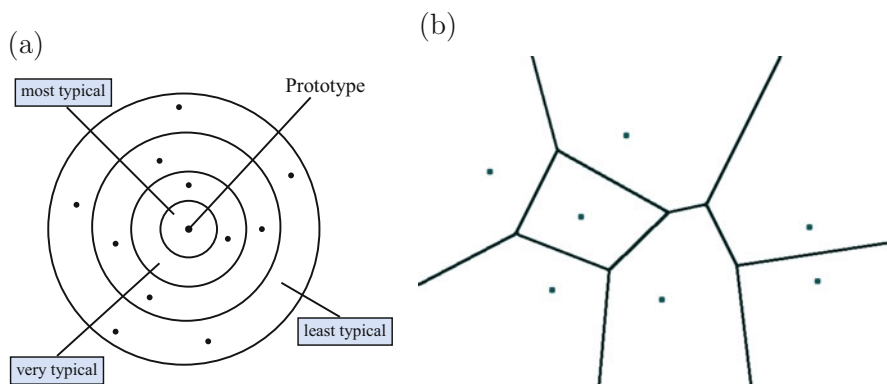 (a)
most typical
Prototype
least typical
very typical
(b)